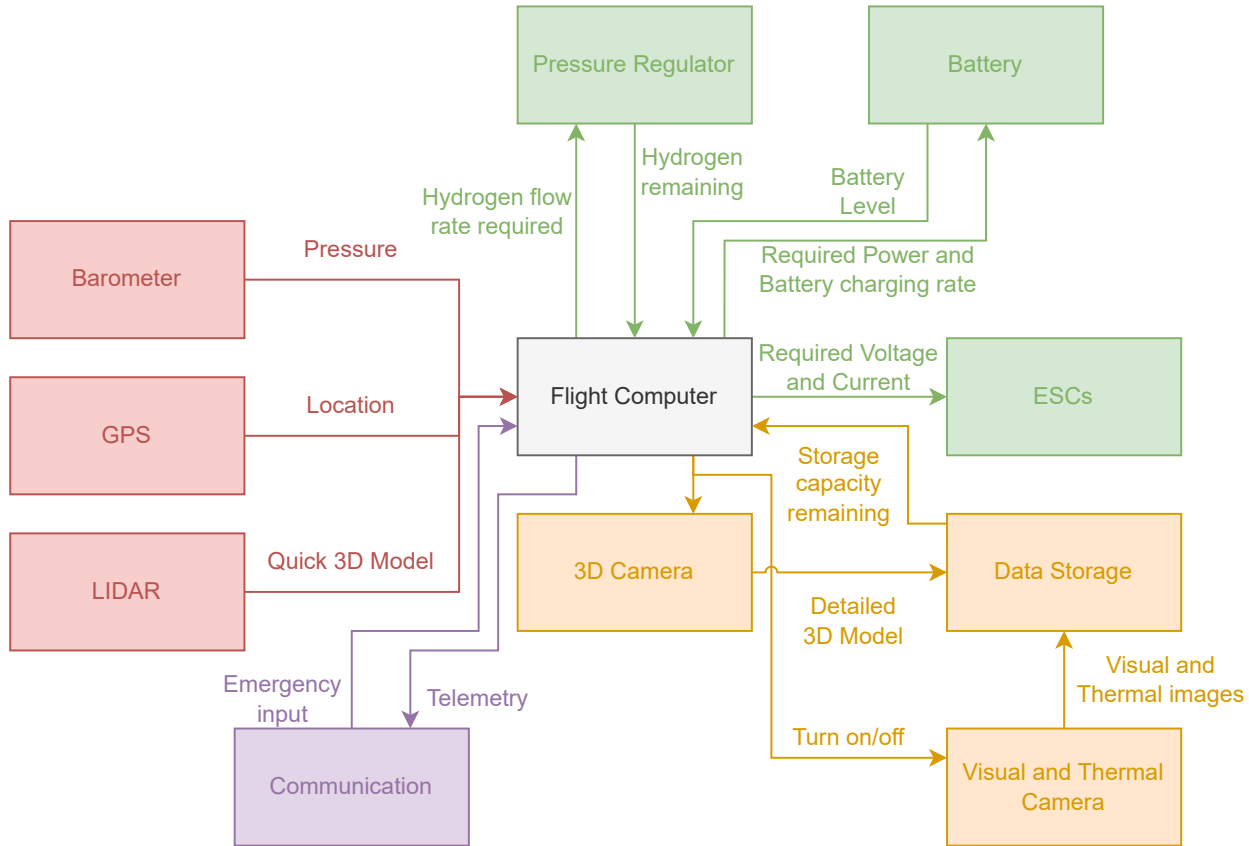 Pressure Regulator
Battery
Hydrogen flow
rate required
Hydrogen
remaining
Battery
Level
Required Power and
Battery charging rate
Barometer
Pressure
GPS
Location
LIDAR
Quick 3D Model
Flight Computer
Required Voltage
and Current
ESCs
Storage
capacity
remaining
3D Camera
Detailed
3D Model
Data Storage
Visual and
Thermal images
Emergency
input
Telemetry
Communication
Turn on/off
Visual and Thermal
Camera